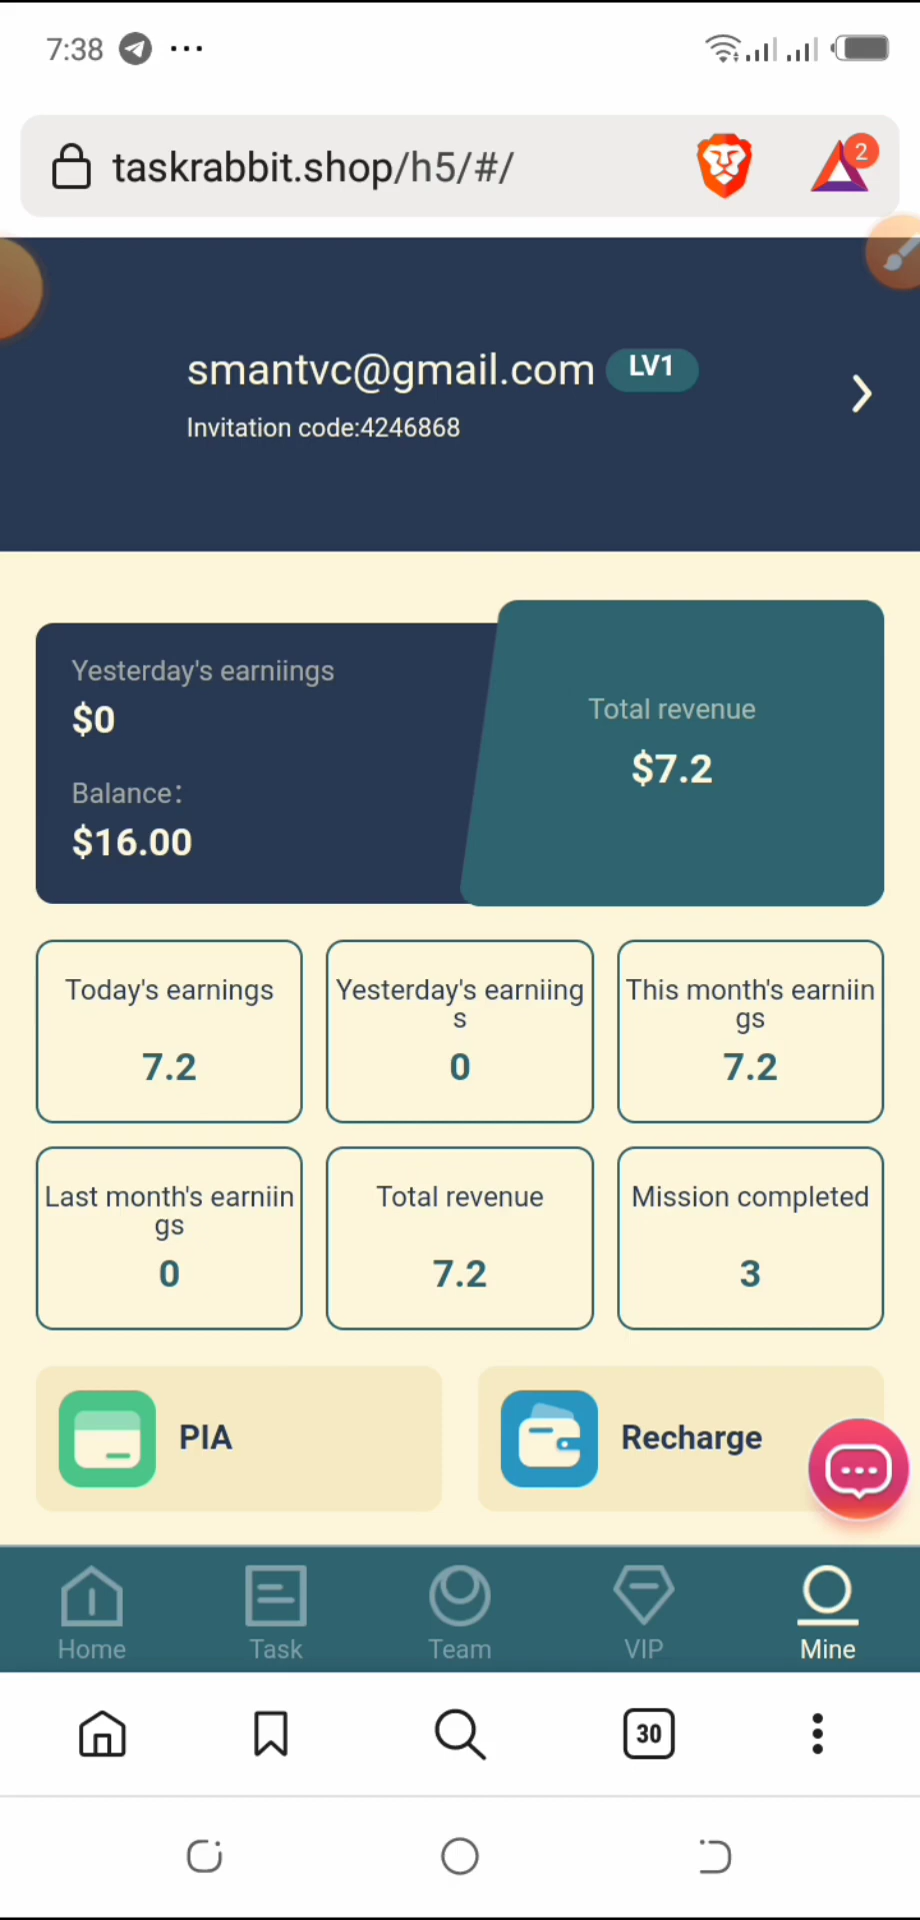 7:38
taskrabbit.shop/h5/#/
2
smantvc@gmail.com LV1
Invitation code:4246868
Yesterday's earniings
$0
Balance：
$16.00
Total revenue
$7.2
Today's earnings
7.2
Yesterday's earniing
s
0
This month's earniin
gs
7.2
Last month's earniin
gs
0
Total revenue
7.2
Mission completed
3
PIA
Recharge
Home
Task
Team
VIP
Mine
30